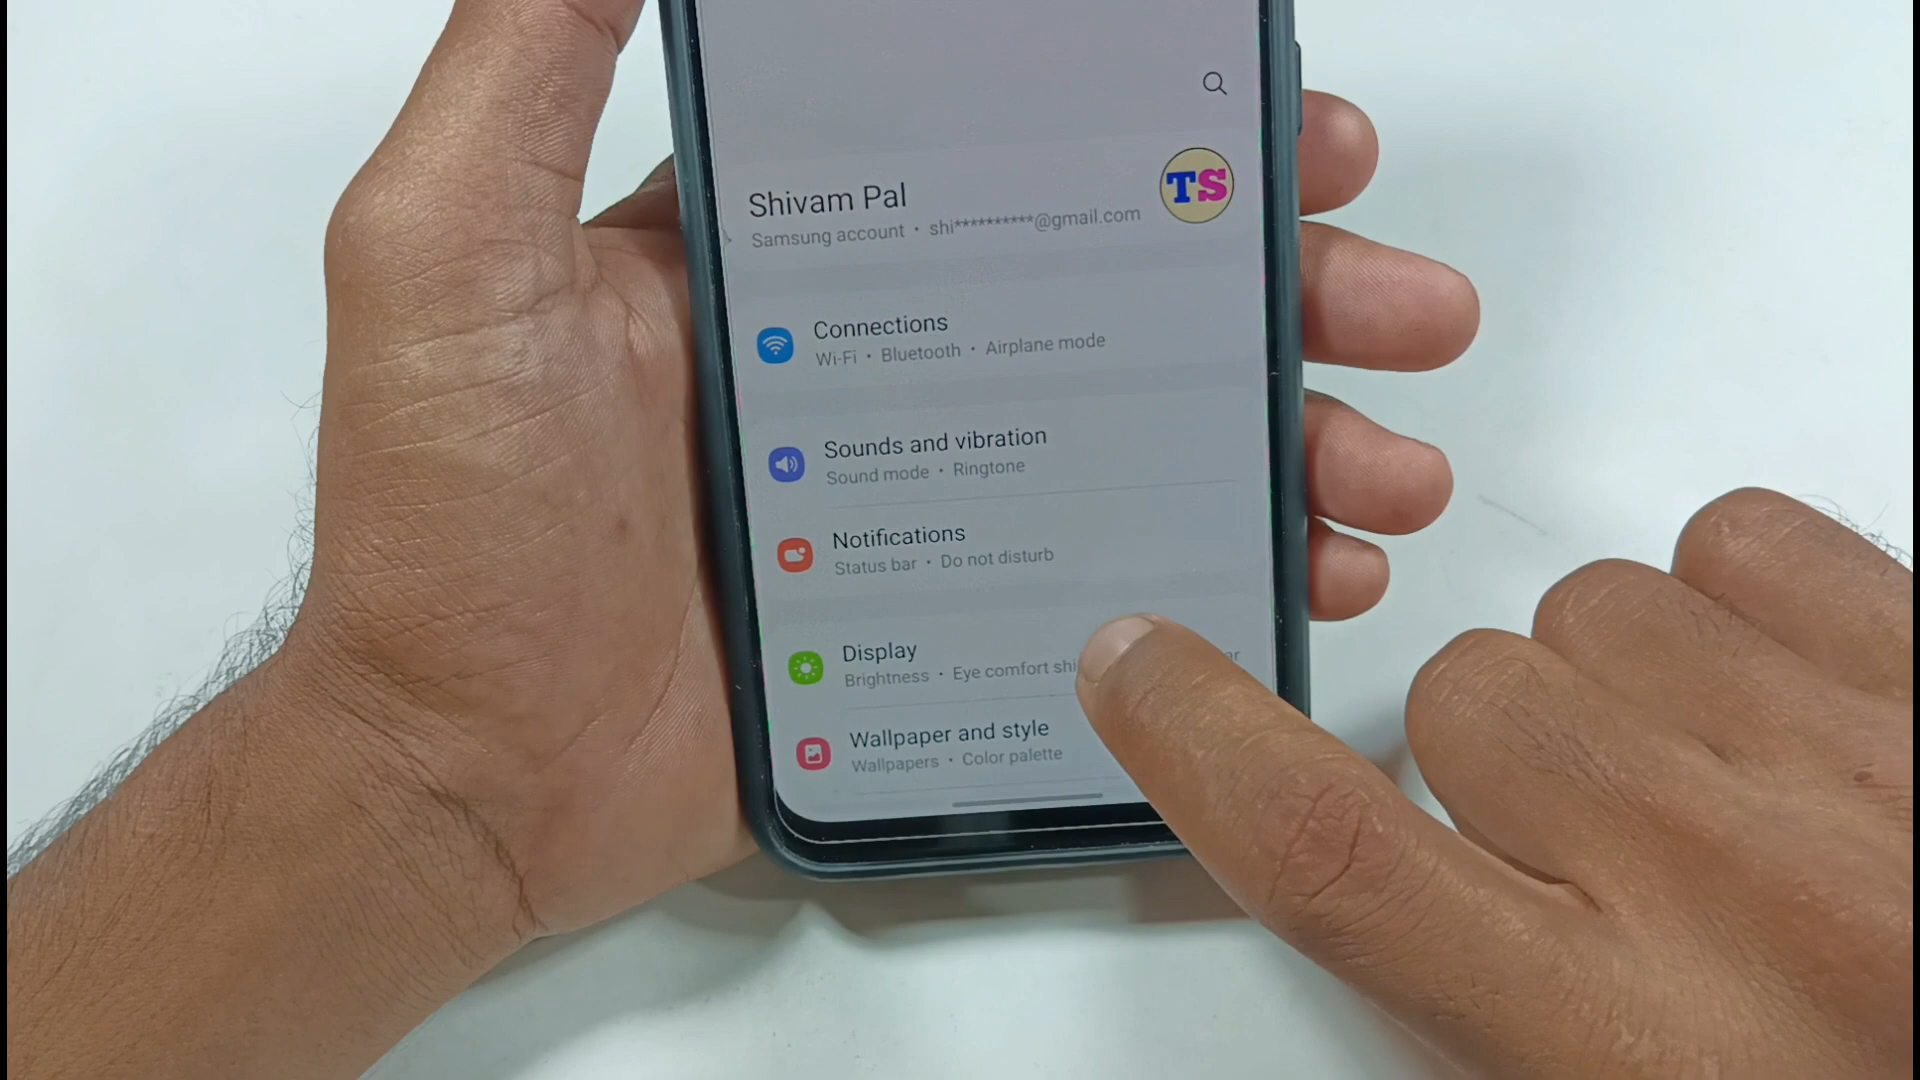 Shivam Pal
TS
Samsung account • shi**********@gmail.com
Connections
Wi-Fi • Bluetooth • Airplane mode
Sounds and vibration
Sound mode • Ringtone
Notifications
Status bar • Do not disturb
Display
Brightness • Eye comfort
Wallpaper and style
Wallpapers • Color palette